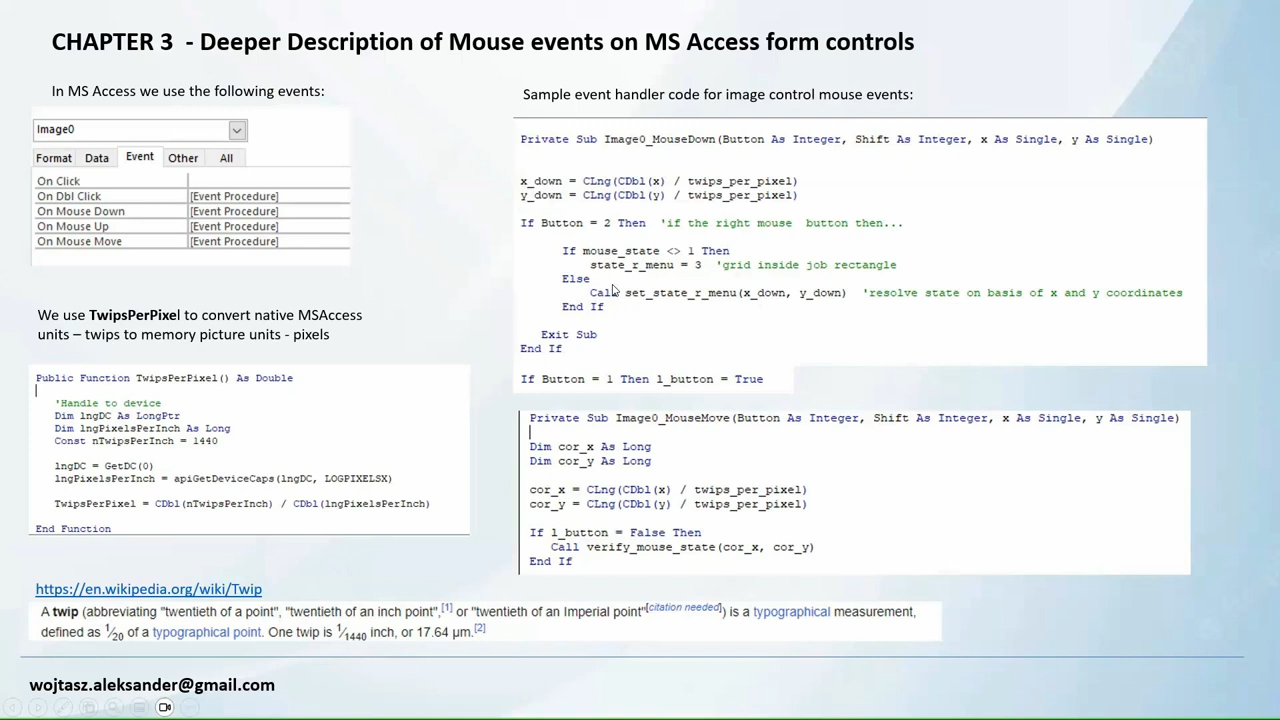 CHAPTER 3 - Deeper Description of Mouse events on MS Access form controls
In MS Access we use the following events:
Image0
Format Data Event Other All
On Click
On Dbl Click [Event Procedure]
On Mouse Down [Event Procedure]
On Mouse Up [Event Procedure]
On Mouse Move [Event Procedure]
We use TwipsPerPixel to convert native MSAccess
units – twips to memory picture units - pixels
Public Function TwipsPerPixel() As Double
'Handle to device
Dim lngDC As LongPtr
Dim lngPixelsPerInch As Long
Const nTwipsPerInch = 1440
lngDC = GetDC(0)
lngPixelsPerInch = apiGetDeviceCaps(lngDC, LOGPIXELSX)
TwipsPerPixel = CDbl(nTwipsPerInch) / CDbl(lngPixelsPerInch)
End Function
Sample event handler code for image control mouse events:
Private Sub Image0_MouseDown(Button As Integer, Shift As Integer, x As Single, y As Single)
x_down = CLng(CDbl(x) / twips_per_pixel)
y_down = CLng(CDbl(y) / twips_per_pixel)
If Button = 2 Then 'if the right mouse button then...
If mouse_state <> 1 Then
state_r_menu = 3 'grid inside job rectangle
Else
Call set_state_r_menu(x_down, y_down) 'resolve state on basis of x and y coordinates
End If
Exit Sub
End If
If Button = 1 Then l_button = True
Private Sub Image0_MouseMove(Button As Integer, Shift As Integer, x As Single, y As Single)
Dim cor_x As Long
Dim cor_y As Long
cor_x = CLng(CDbl(x) / twips_per_pixel)
cor_y = CLng(CDbl(y) / twips_per_pixel)
If l_button = False Then
Call verify_mouse_state(cor_x, cor_y)
End If
https://en.wikipedia.org/wiki/Twip
A twip (abbreviating "twentieth of a point", "twentieth of an inch point",[1] or "twentieth of an Imperial point"[citation needed]) is a typographical measurement,
defined as 1/20 of a typographical point. One twip is 1/1440 inch, or 17.64 μm.[2]
wojtasz.aleksander@gmail.com